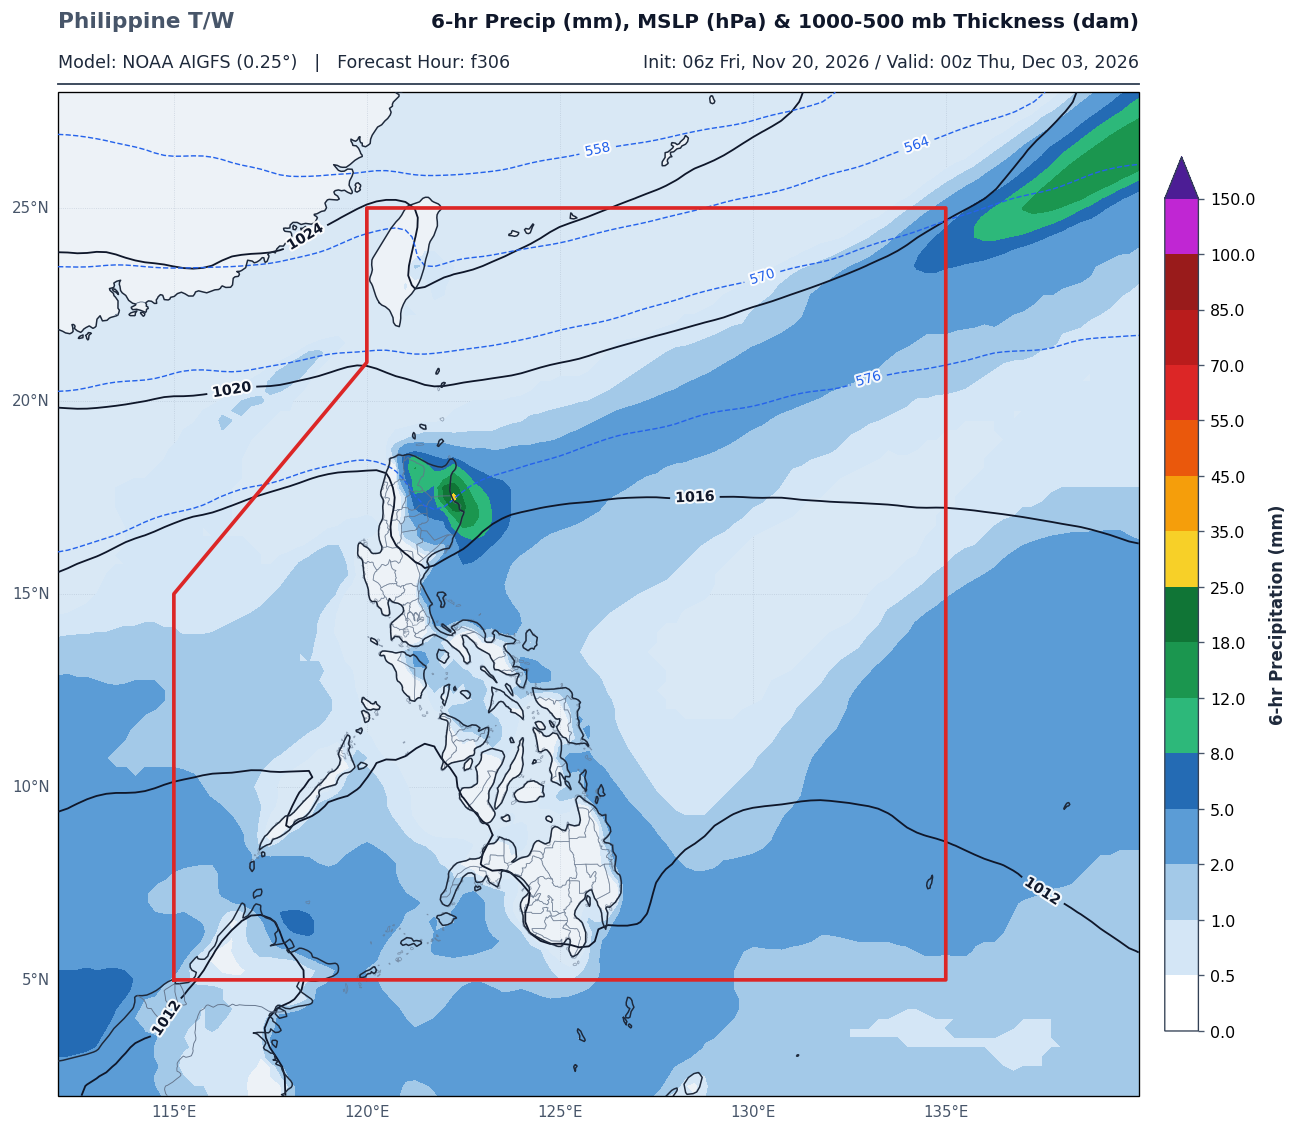 Philippine T/W
6-hr Precip (mm), MSLP (hPa) & 1000-500 mb Thickness (dam)
Model: NOAA AIGFS (0.25°) | Forecast Hour: f306
Init: 06z Fri, Nov 20, 2026 / Valid: 00z Thu, Dec 03, 2026
558
564
570
576
1024
1020
1016
1012
1012
25°N
20°N
15°N
10°N
5°N
115°E
120°E
125°E
130°E
135°E
150.0
100.0
85.0
70.0
55.0
45.0
35.0
25.0
18.0
12.0
8.0
5.0
2.0
1.0
0.5
0.0
6-hr Precipitation (mm)